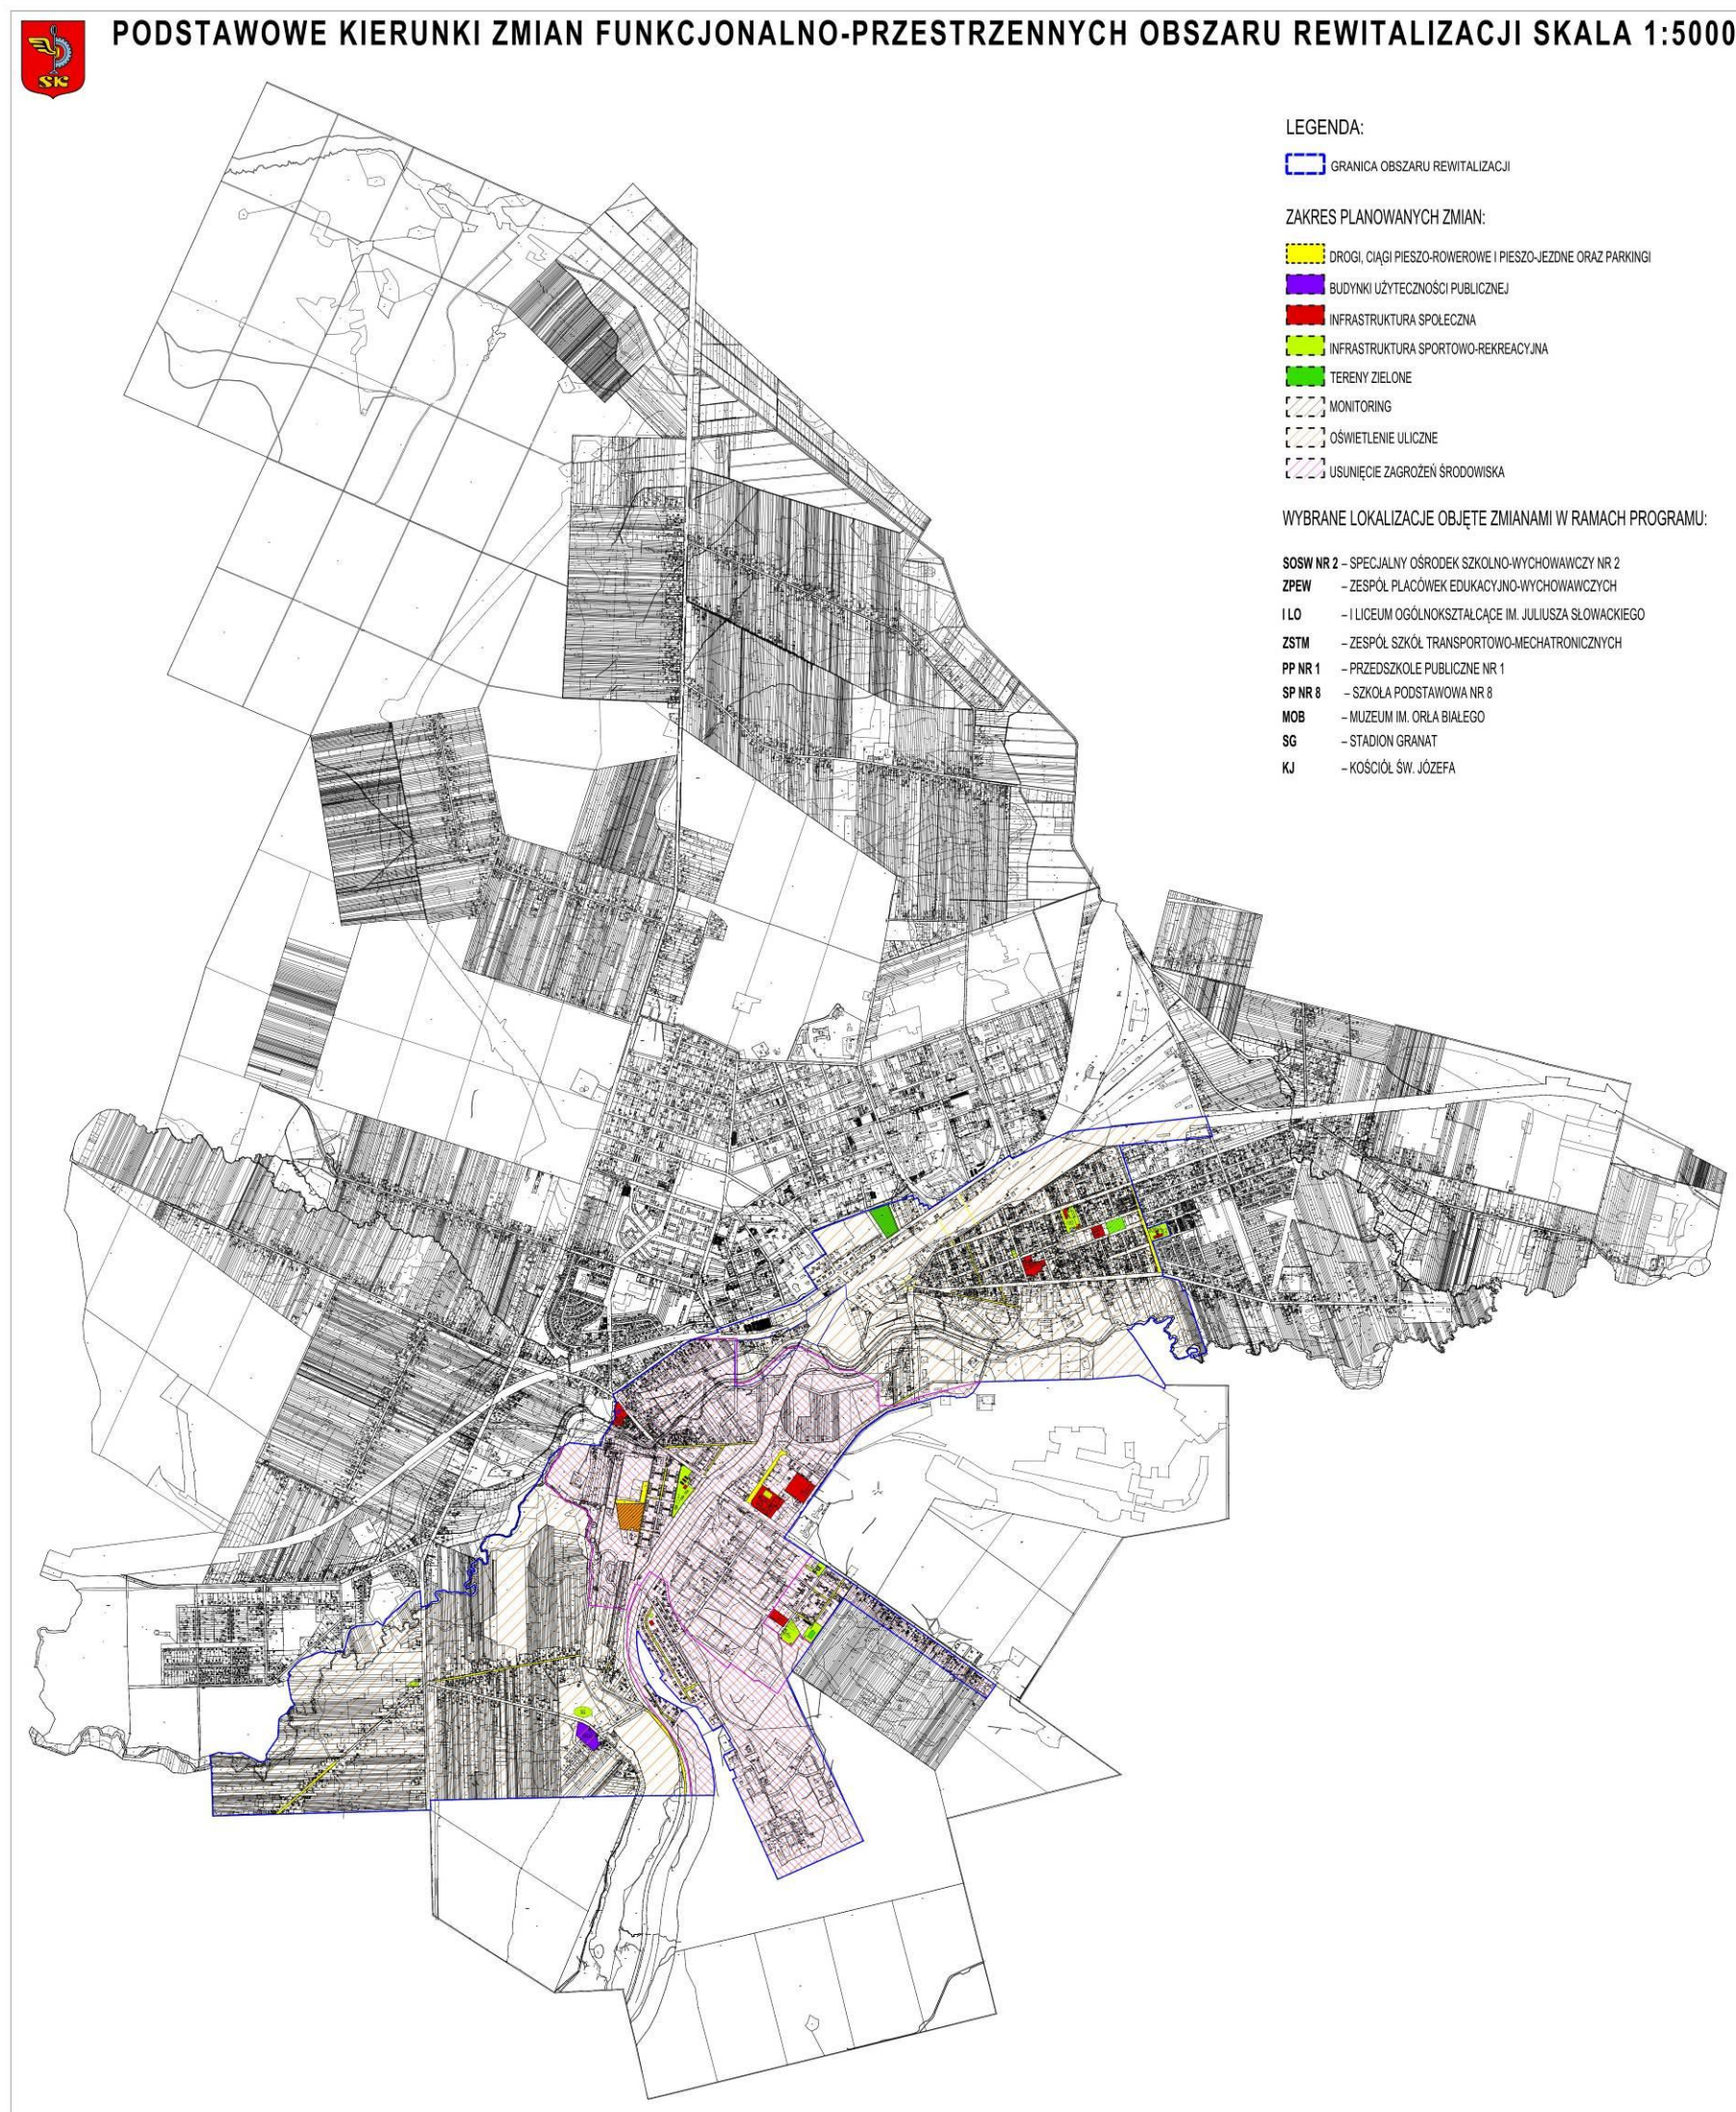 PODSTAWOWE KIERUNKI ZMIAN FUNKCJONALNO-PRZESTRZENNYCH OBSZARU REWITALIZACJI SKALA 1:5000
SK
LEGENDA:
GRANICA OBSZARU REWITALIZACJI
ZAKRES PLANOWANYCH ZMIAN:
DROGI, CIĄGI PIESZO-ROWEROWE I PIESZO-JEZDNE ORAZ PARKINGI
BUDYNKI UŻYTECZNOŚCI PUBLICZNEJ
INFRASTRUKTURA SPOŁECZNA
INFRASTRUKTURA SPORTOWO-REKREACYJNA
TERENY ZIELONE
MONITORING
OŚWIETLENIE ULICZNE
USUNIĘCIE ZAGROŻEŃ ŚRODOWISKA
WYBRANE LOKALIZACJE OBJĘTE ZMIANAMI W RAMACH PROGRAMU:
SOSW NR 2 – SPECJALNY OŚRODEK SZKOLNO-WYCHOWAWCZY NR 2
ZPEW – ZESPÓŁ PLACÓWEK EDUKACYJNO-WYCHOWAWCZYCH
I LO – I LICEUM OGÓLNOKSZTAŁCĄCE IM. JULIUSZA SŁOWACKIEGO
ZSTM – ZESPÓŁ SZKÓŁ TRANSPORTOWO-MECHATRONICZNYCH
PP NR 1 – PRZEDSZKOLE PUBLICZNE NR 1
SP NR 8 – SZKOŁA PODSTAWOWA NR 8
MOB – MUZEUM IM. ORŁA BIAŁEGO
SG – STADION GRANAT
KJ – KOŚCIÓŁ ŚW. JÓZEFA